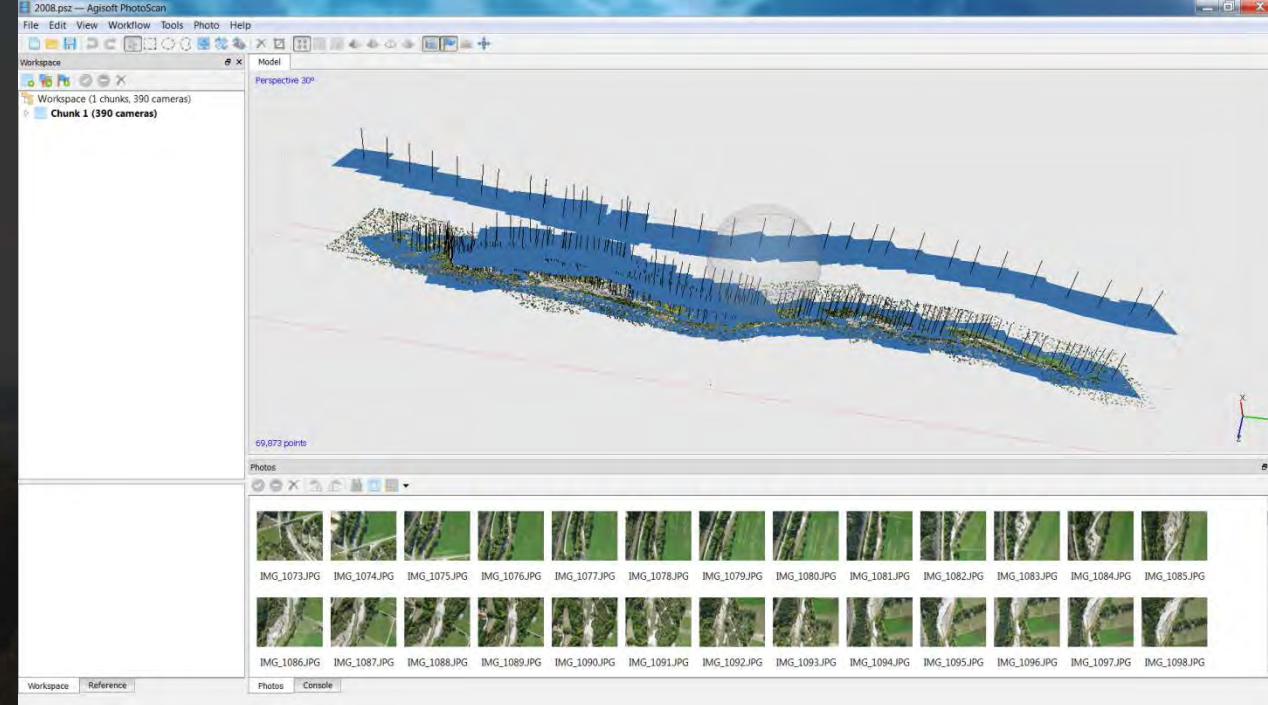 2008.psz — Agisoft PhotoScan
File Edit View Workflow Tools Photo Help
Workspace
Model
Workspace (1 chunks, 390 cameras)
Chunk 1 (390 cameras)
Perspective 30°
X
Z
69,873 points
Photos
IMG_1073.JPG IMG_1074.JPG IMG_1075.JPG IMG_1076.JPG IMG_1077.JPG IMG_1078.JPG IMG_1079.JPG IMG_1080.JPG IMG_1081.JPG IMG_1082.JPG IMG_1083.JPG IMG_1084.JPG IMG_1085.JPG
IMG_1086.JPG IMG_1087.JPG IMG_1088.JPG IMG_1089.JPG IMG_1090.JPG IMG_1091.JPG IMG_1092.JPG IMG_1093.JPG IMG_1094.JPG IMG_1095.JPG IMG_1096.JPG IMG_1097.JPG IMG_1098.JPG
Workspace Reference
Photos Console